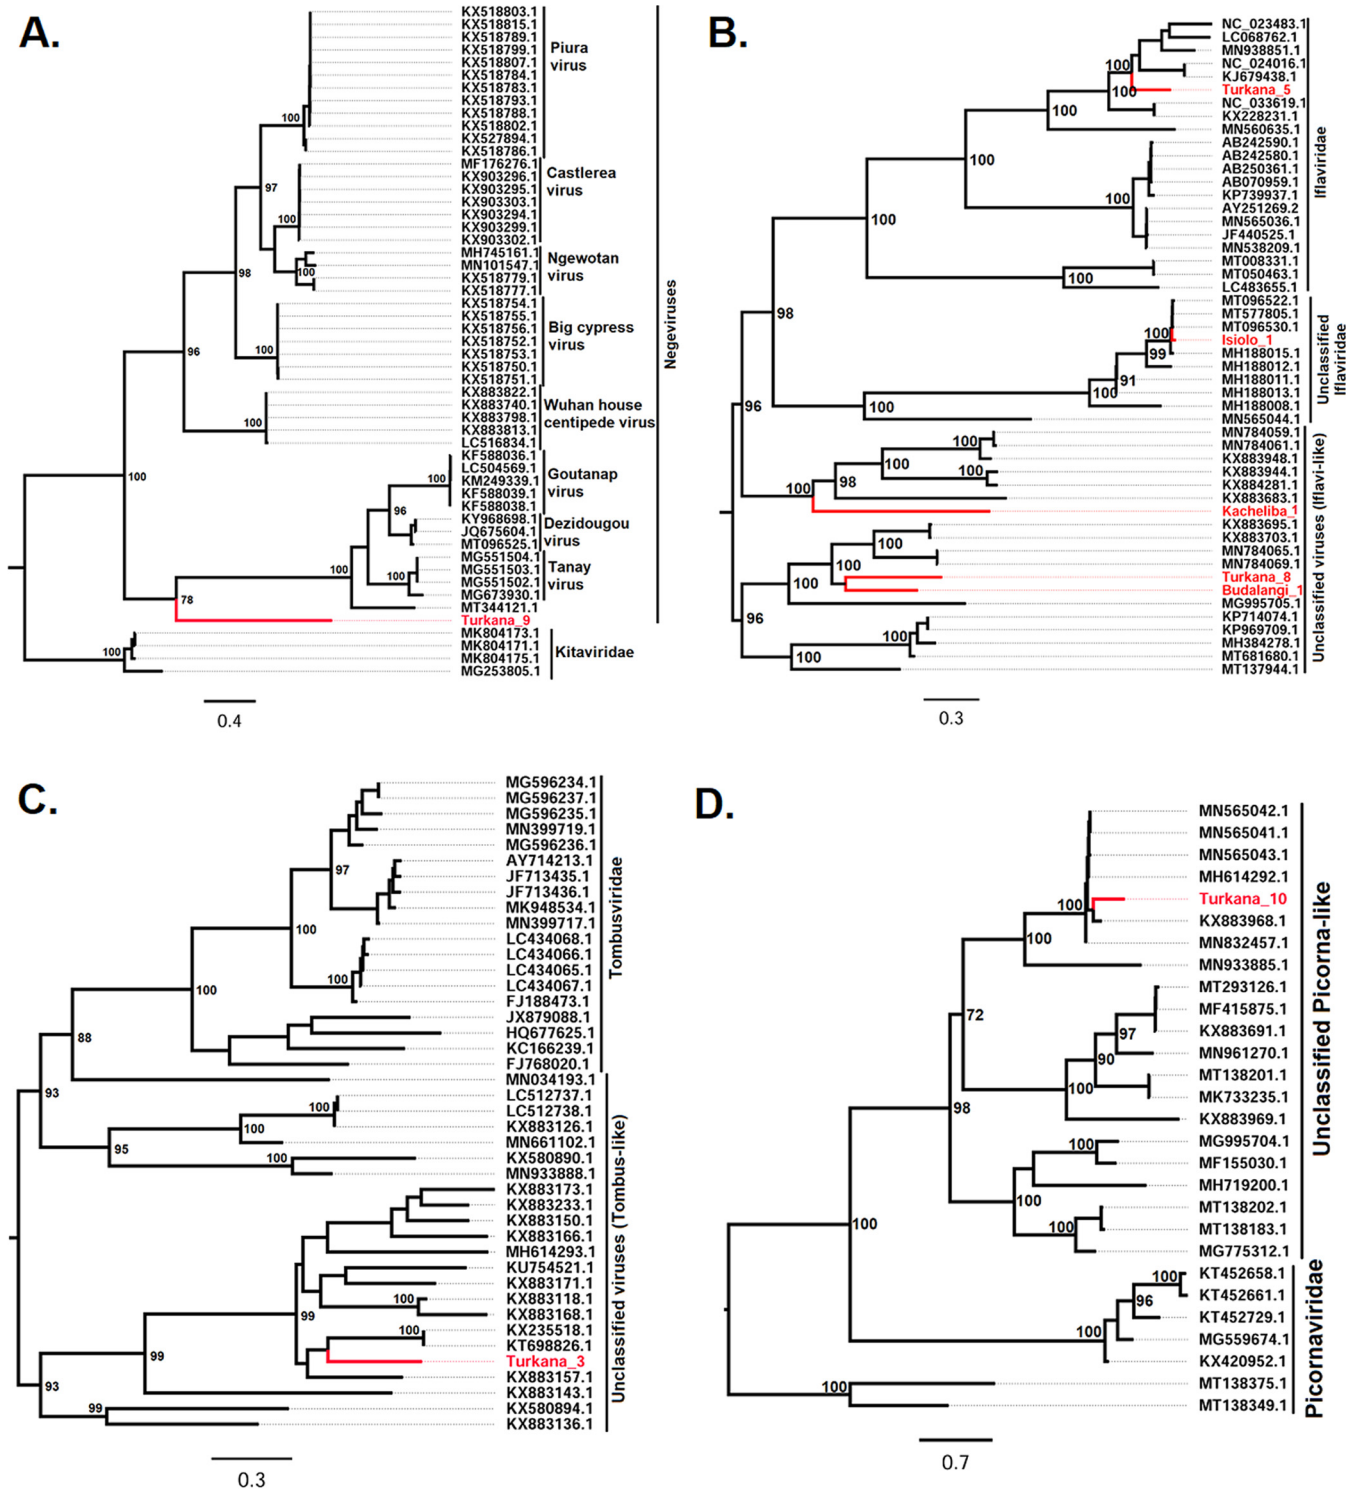 A.
KX518803.1
KX518815.1
KX518789.1
KX518799.1
KX518807.1
KX518784.1
KX518783.1
KX518793.1
KX518788.1
KX518802.1
KX527894.1
KX518786.1
Piura
virus
100
MF176276.1
KX903296.1
KX903295.1
KX903303.1
KX903294.1
KX903299.1
KX903302.1
Castlerea
virus
97
100
MH745161.1
MN101547.1
KX518779.1
KX518777.1
Ngewotan
virus
100
98
KX518754.1
KX518755.1
KX518756.1
KX518752.1
KX518753.1
KX518750.1
KX518751.1
Big cypress
virus
100
96
KX883822.1
KX883740.1
KX883798.1
KX883813.1
LC516834.1
Wuhan house
centipede virus
100
KF588036.1
LC504569.1
KM249339.1
KF588039.1
KF588038.1
Goutanap
virus
100
100
KY968698.1
JQ675604.1
MT096525.1
Dezidougou
virus
96
MG551504.1
MG551503.1
MG551502.1
MG673930.1
Tanay
virus
100
100
MT344121.1
Turkana_9
78
Negeviruses
MK804173.1
MK804171.1
MK804175.1
MG253805.1
Kitaviridae
100
0.4
B.
NC_023483.1
LC068762.1
MN938851.1
NC_024016.1
KJ679438.1
Turkana_5
NC_033619.1
KX228231.1
MN560635.1
AB242590.1
AB242580.1
AB250361.1
AB070959.1
KP739937.1
AY251269.2
MN565036.1
JF440525.1
MN538209.1
MT008331.1
MT050463.1
LC483655.1
Iflaviridae
100
100
100
100
100
100
100
MT096522.1
MT577805.1
MT096530.1
Isiolo_1
MH188015.1
MH188012.1
MH188011.1
MH188013.1
MH188008.1
MN565044.1
Unclassified
Iflaviridae
100
99
91
100
100
98
96
MN784059.1
MN784061.1
KX883948.1
KX883944.1
KX884281.1
KX883683.1
Kacheliba_1
KX883695.1
KX883703.1
MN784065.1
MN784069.1
Turkana_8
Budalangi_1
MG995705.1
KP714074.1
KP969709.1
MH384278.1
MT681680.1
MT137944.1
Unclassified viruses (Iflavi-like)
100
100
100
98
100
100
100
100
96
100
100
0.3
C.
MG596234.1
MG596237.1
MG596235.1
MN399719.1
MG596236.1
AY714213.1
JF713435.1
JF713436.1
MK948534.1
MN399717.1
LC434068.1
LC434066.1
LC434065.1
LC434067.1
FJ188473.1
JX879088.1
HQ677625.1
KC166239.1
FJ768020.1
Tombusviridae
97
100
100
100
88
93
MN034193.1
LC512737.1
LC512738.1
KX883126.1
MN661102.1
KX580890.1
MN933888.1
KX883173.1
KX883233.1
KX883150.1
KX883166.1
MH614293.1
KU754521.1
KX883171.1
KX883118.1
KX883168.1
KX235518.1
KT698826.1
Turkana_3
KX883157.1
KX883143.1
KX580894.1
KX883136.1
Unclassified viruses (Tombus-like)
100
100
95
100
100
99
100
99
93
99
0.3
D.
MN565042.1
MN565041.1
MN565043.1
MH614292.1
Turkana_10
KX883968.1
MN832457.1
MN933885.1
MT293126.1
MF415875.1
KX883691.1
MN961270.1
MT138201.1
MK733235.1
KX883969.1
MG995704.1
MF155030.1
MH719200.1
MT138202.1
MT138183.1
MG775312.1
Unclassified Picorna-like
100
100
72
97
90
100
98
100
100
100
100
KT452658.1
KT452661.1
KT452729.1
MG559674.1
KX420952.1
MT138375.1
MT138349.1
Picornaviridae
100
96
100
100
0.7